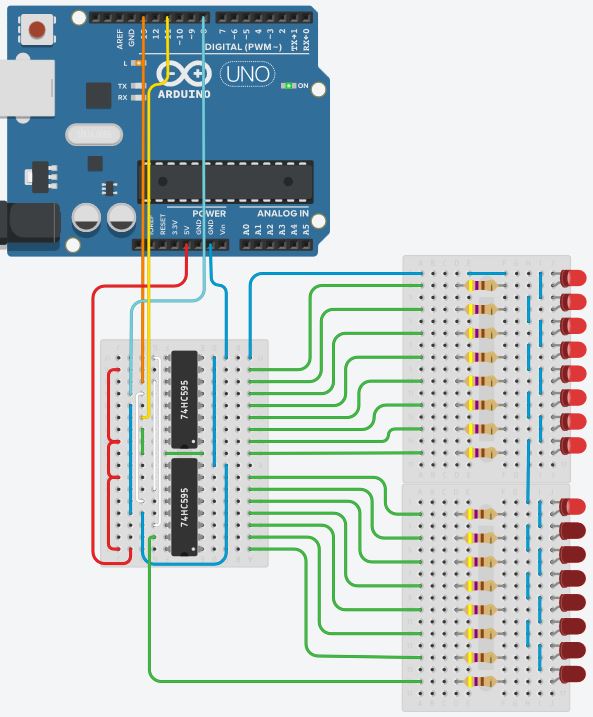 AREF
GND
13
12
~11
~10
~9
8
7
~6
~5
4
~3
2
TX→1
RX←0
DIGITAL (PWM~)
L
TX
RX
UNO
ON
ARDUINO
IOREF
RESET
3.3V
5V
GND
GND
Vin
POWER
ANALOG IN
A0
A1
A2
A3
A4
A5
74HC595
74HC595